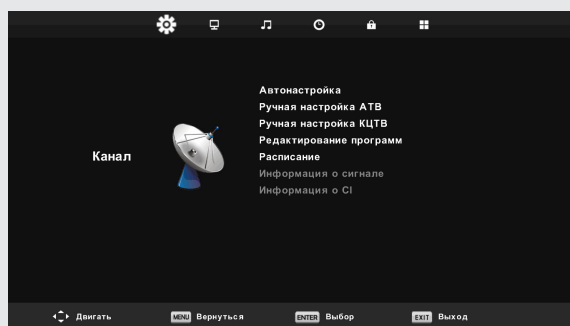 Автонастройка
Ручная настройка АТВ
Ручная настройка КЦТВ
Редактирование программ
Канал
Расписание
Информация о сигнале
Информация о CI
Двигать MENU Вернуться ENTER Выбор EXIT Выход